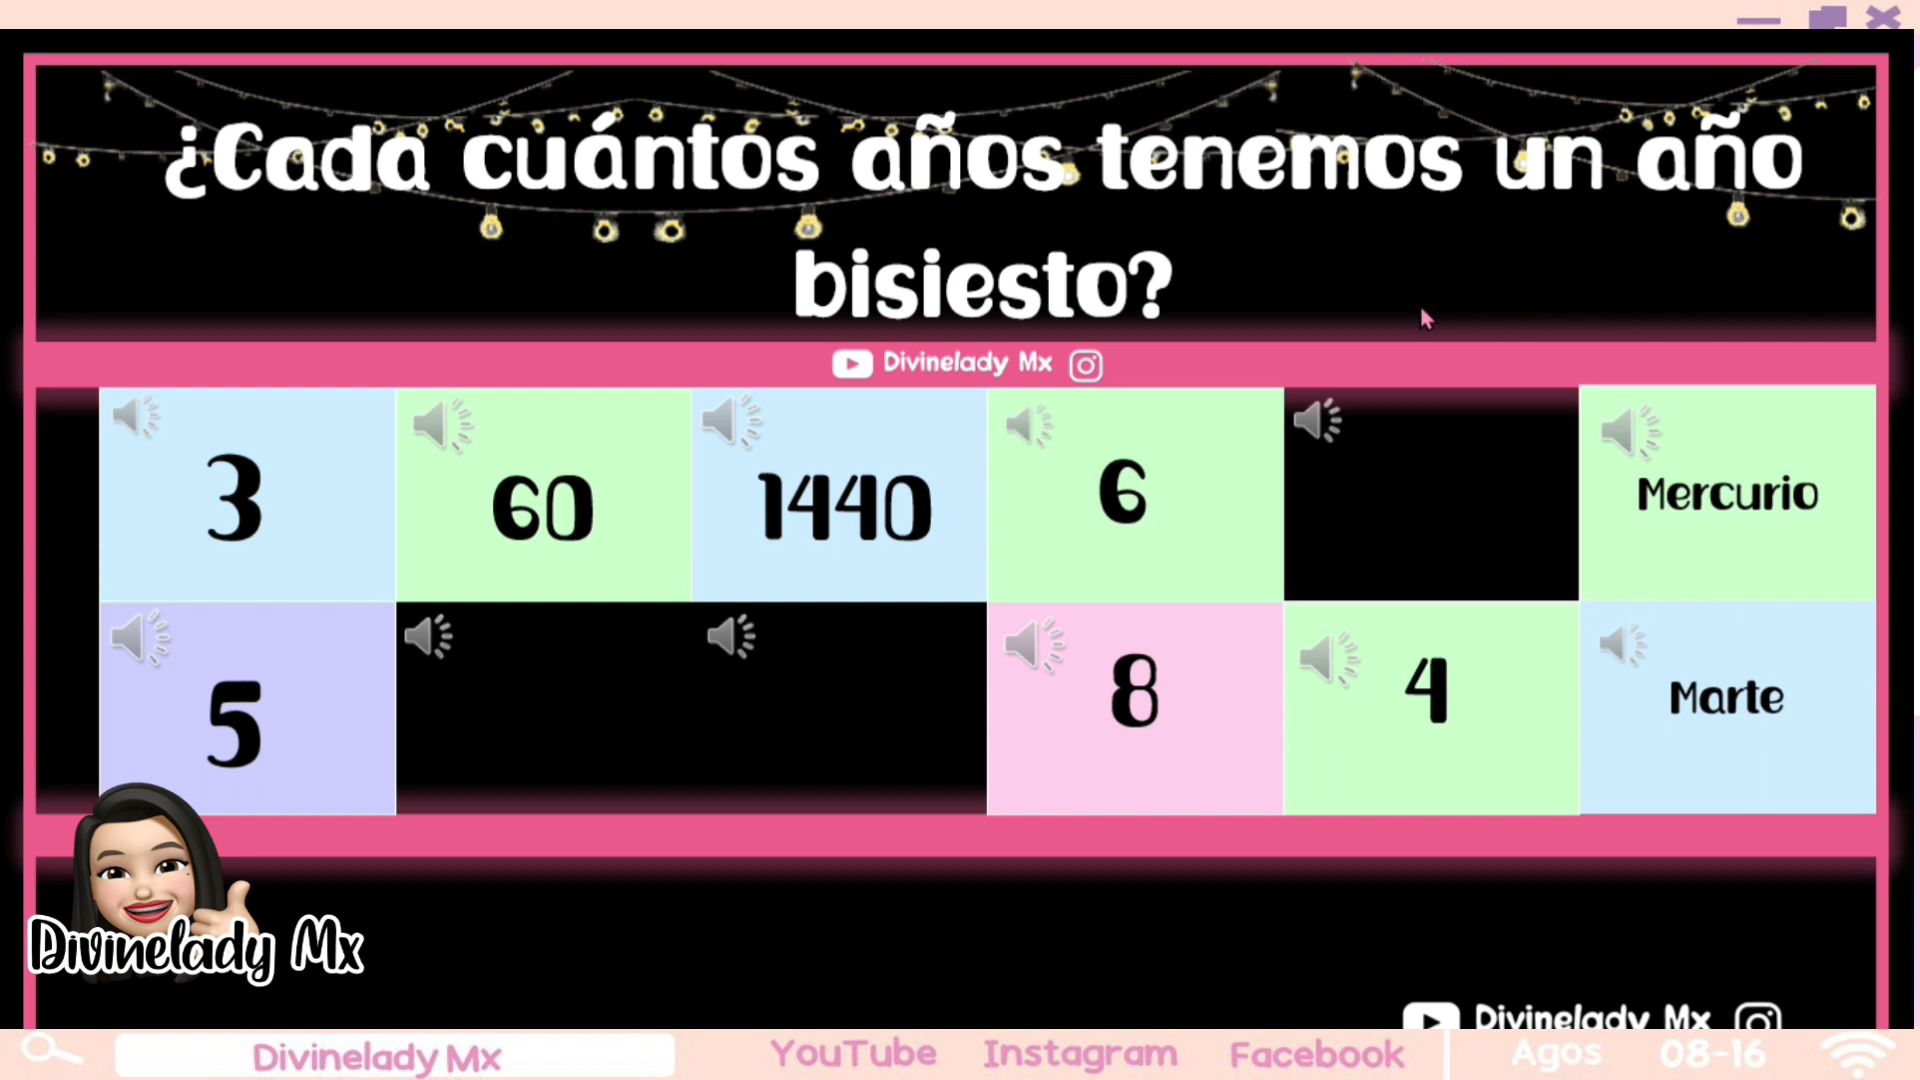 ¿Cada cuántos años tenemos un año
bisiesto?
Divinelady Mx
3
60
1440
6
Mercurio
5
8
4
Marte
Divinelady Mx
Divinelady Mx
Divinelady Mx
YouTube
Instagram
Facebook
Agos
08-16